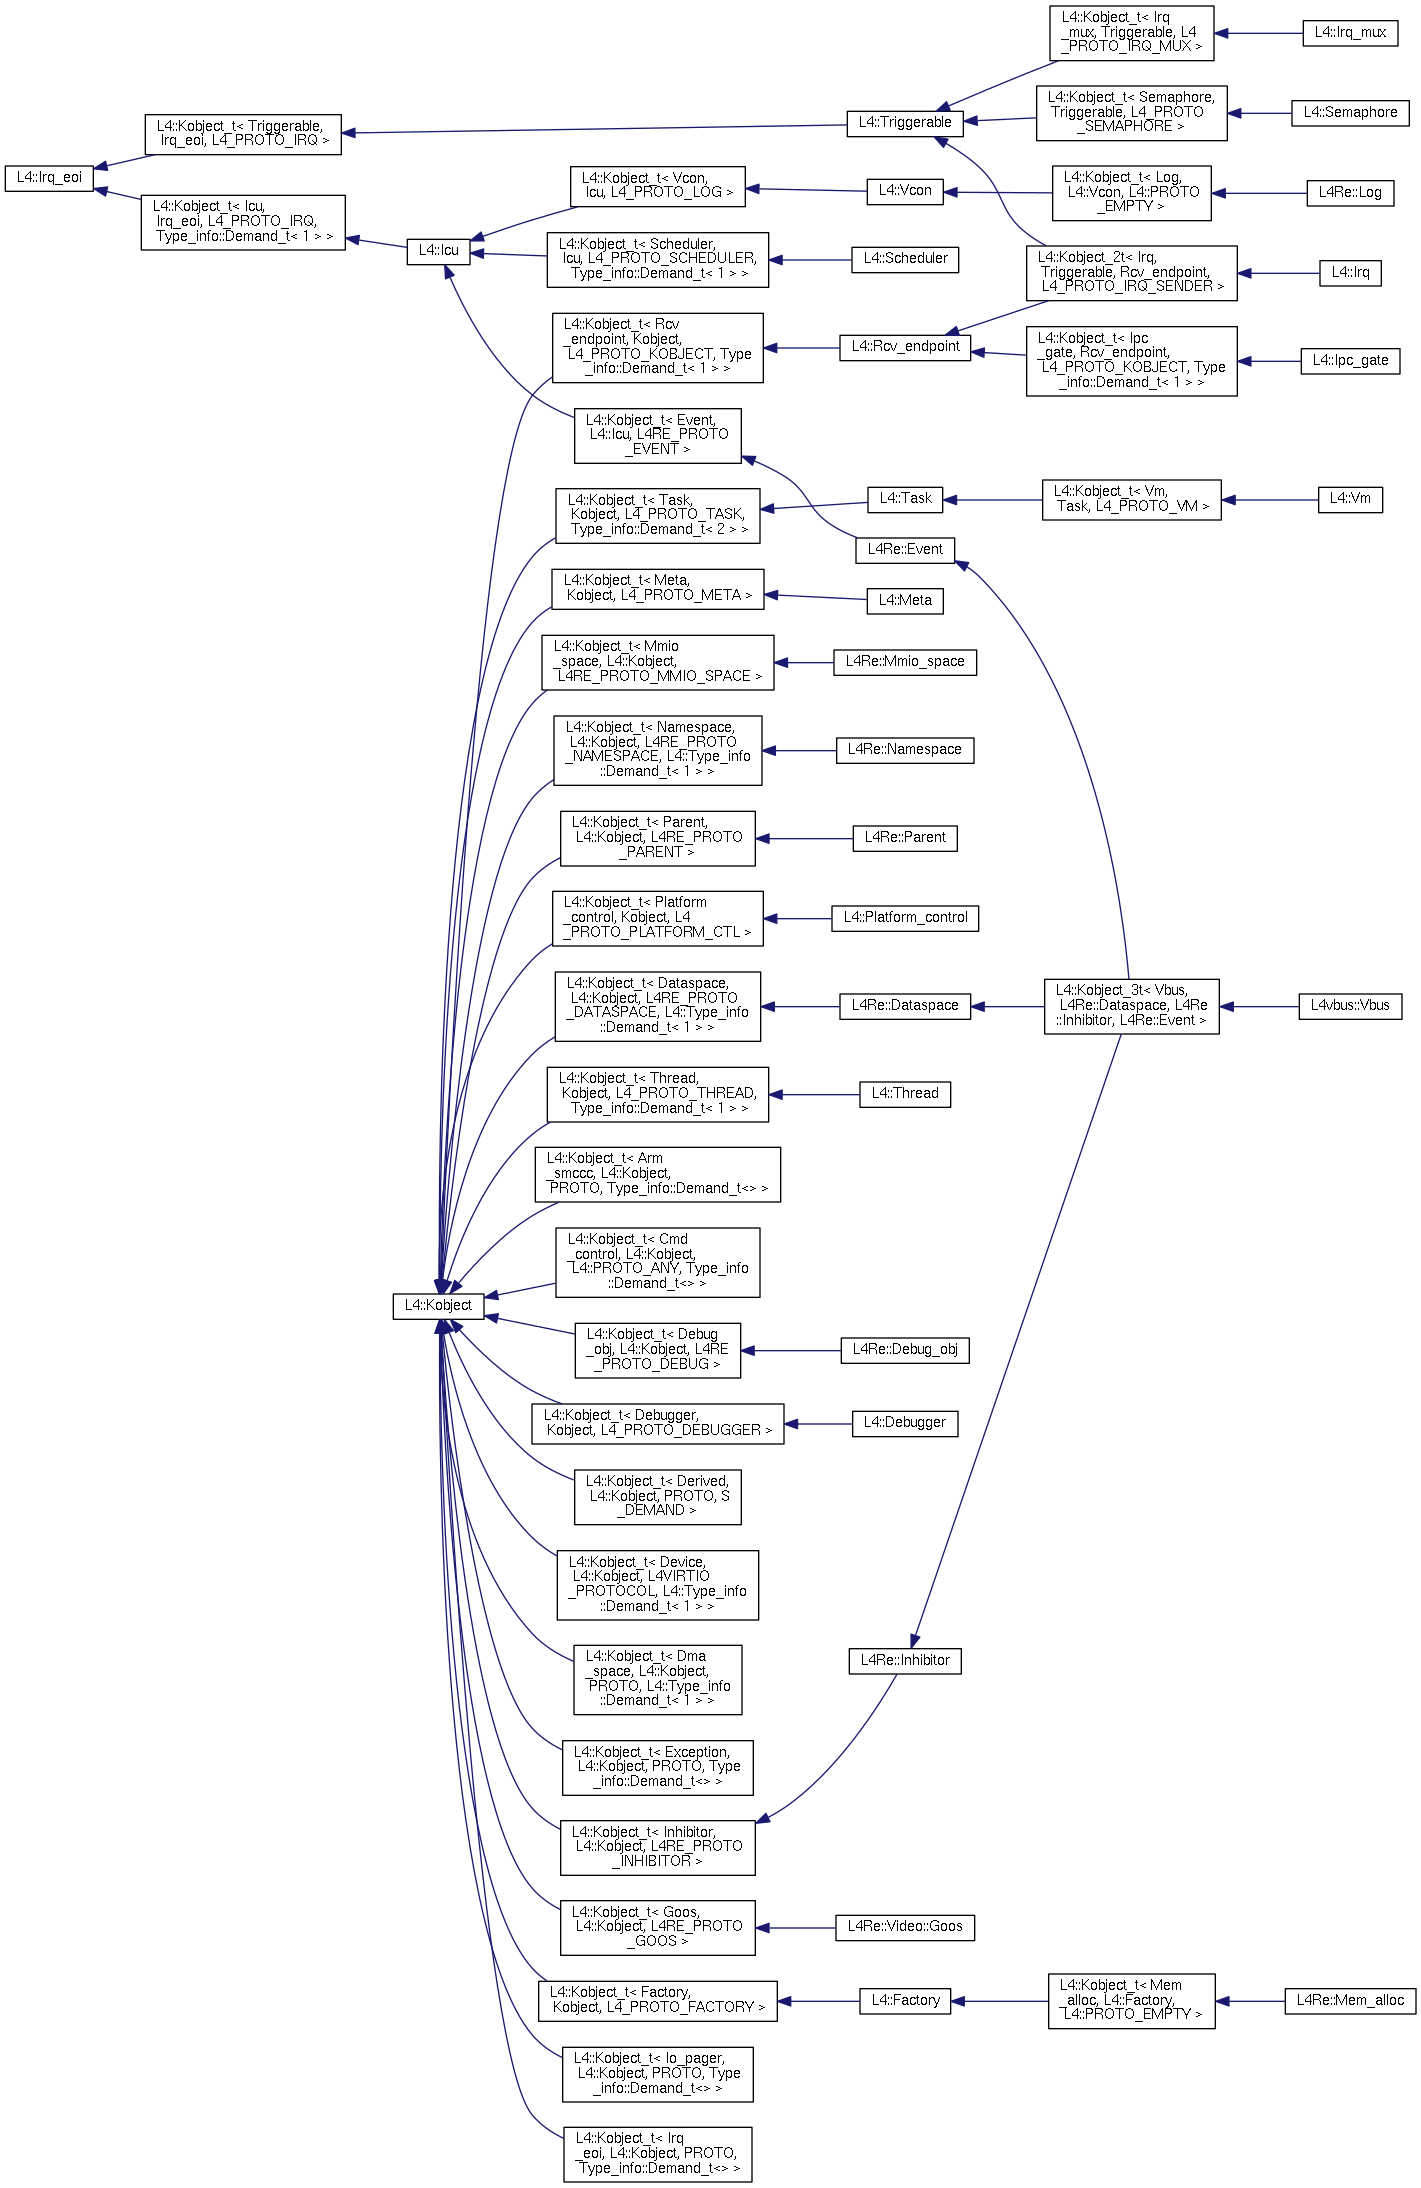 L4::Kobject_t< Irq
_mux, Triggerable, L4
_PROTO_IRQ_MUX >
L4::Irq_mux
L4::Kobject_t< Semaphore,
Triggerable, L4_PROTO
_SEMAPHORE >
L4::Semaphore
L4::Kobject_t< Triggerable,
Irq_eoi, L4_PROTO_IRQ >
L4::Triggerable
L4::Irq_eoi
L4::Kobject_t< Vcon,
Icu, L4_PROTO_LOG >
L4::Vcon
L4::Kobject_t< Log,
L4::Vcon, L4::PROTO
_EMPTY >
L4Re::Log
L4::Kobject_t< Icu,
Irq_eoi, L4_PROTO_IRQ,
Type_info::Demand_t< 1 > >
L4::Icu
L4::Kobject_t< Scheduler,
Icu, L4_PROTO_SCHEDULER,
Type_info::Demand_t< 1 > >
L4::Scheduler
L4::Kobject_2t< Irq,
Triggerable, Rcv_endpoint,
L4_PROTO_IRQ_SENDER >
L4::Irq
L4::Kobject_t< Rcv
_endpoint, Kobject,
L4_PROTO_KOBJECT, Type
_info::Demand_t< 1 > >
L4::Rcv_endpoint
L4::Kobject_t< Ipc
_gate, Rcv_endpoint,
L4_PROTO_KOBJECT, Type
_info::Demand_t< 1 > >
L4::Ipc_gate
L4::Kobject_t< Event,
L4::Icu, L4RE_PROTO
_EVENT >
L4::Kobject_t< Task,
Kobject, L4_PROTO_TASK,
Type_info::Demand_t< 2 > >
L4::Task
L4::Kobject_t< Vm,
Task, L4_PROTO_VM >
L4::Vm
L4Re::Event
L4::Kobject_t< Meta,
Kobject, L4_PROTO_META >
L4::Meta
L4::Kobject_t< Mmio
_space, L4::Kobject,
L4RE_PROTO_MMIO_SPACE >
L4Re::Mmio_space
L4::Kobject_t< Namespace,
L4::Kobject, L4RE_PROTO
_NAMESPACE, L4::Type_info
::Demand_t< 1 > >
L4Re::Namespace
L4::Kobject_t< Parent,
L4::Kobject, L4RE_PROTO
_PARENT >
L4Re::Parent
L4::Kobject_t< Platform
_control, Kobject, L4
_PROTO_PLATFORM_CTL >
L4::Platform_control
L4::Kobject_t< Dataspace,
L4::Kobject, L4RE_PROTO
_DATASPACE, L4::Type_info
::Demand_t< 1 > >
L4Re::Dataspace
L4::Kobject_3t< Vbus,
L4Re::Dataspace, L4Re
::Inhibitor, L4Re::Event >
L4vbus::Vbus
L4::Kobject_t< Thread,
Kobject, L4_PROTO_THREAD,
Type_info::Demand_t< 1 > >
L4::Thread
L4::Kobject_t< Arm
_smccc, L4::Kobject,
PROTO, Type_info::Demand_t<> >
L4::Kobject_t< Cmd
_control, L4::Kobject,
L4::PROTO_ANY, Type_info
::Demand_t<> >
L4::Kobject
L4::Kobject_t< Debug
_obj, L4::Kobject, L4RE
_PROTO_DEBUG >
L4Re::Debug_obj
L4::Kobject_t< Debugger,
Kobject, L4_PROTO_DEBUGGER >
L4::Debugger
L4::Kobject_t< Derived,
L4::Kobject, PROTO, S
_DEMAND >
L4::Kobject_t< Device,
L4::Kobject, L4VIRTIO
_PROTOCOL, L4::Type_info
::Demand_t< 1 > >
L4::Kobject_t< Dma
_space, L4::Kobject,
PROTO, L4::Type_info
::Demand_t< 1 > >
L4Re::Inhibitor
L4::Kobject_t< Exception,
L4::Kobject, PROTO, Type
_info::Demand_t<> >
L4::Kobject_t< Inhibitor,
L4::Kobject, L4RE_PROTO
_INHIBITOR >
L4::Kobject_t< Goos,
L4::Kobject, L4RE_PROTO
_GOOS >
L4Re::Video::Goos
L4::Kobject_t< Factory,
Kobject, L4_PROTO_FACTORY >
L4::Factory
L4::Kobject_t< Mem
_alloc, L4::Factory,
L4::PROTO_EMPTY >
L4Re::Mem_alloc
L4::Kobject_t< Io_pager,
L4::Kobject, PROTO, Type
_info::Demand_t<> >
L4::Kobject_t< Irq
_eoi, L4::Kobject, PROTO,
Type_info::Demand_t<> >